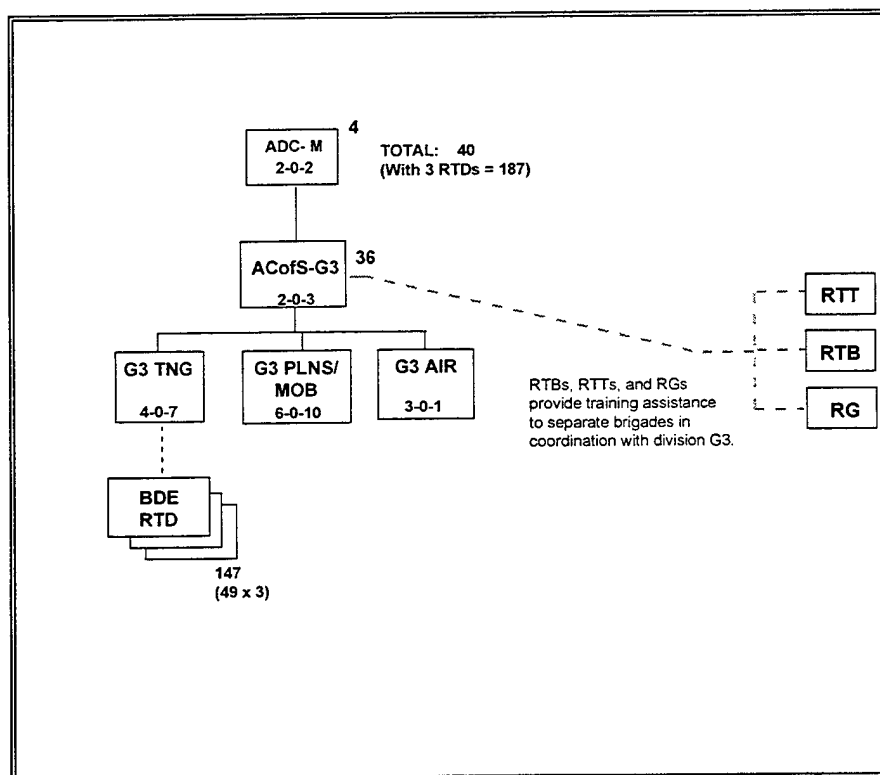 4
ADC- M
2-0-2
TOTAL: 40
(With 3 RTDs = 187)
ACofS-G3
2-0-3
36
G3 TNG
4-0-7
G3 PLNS/
MOB
6-0-10
G3 AIR
3-0-1
RTT
RTB
RG
RTBs, RTTs, and RGs
provide training assistance
to separate brigades in
coordination with division G3.
BDE
RTD
147
(49 x 3)